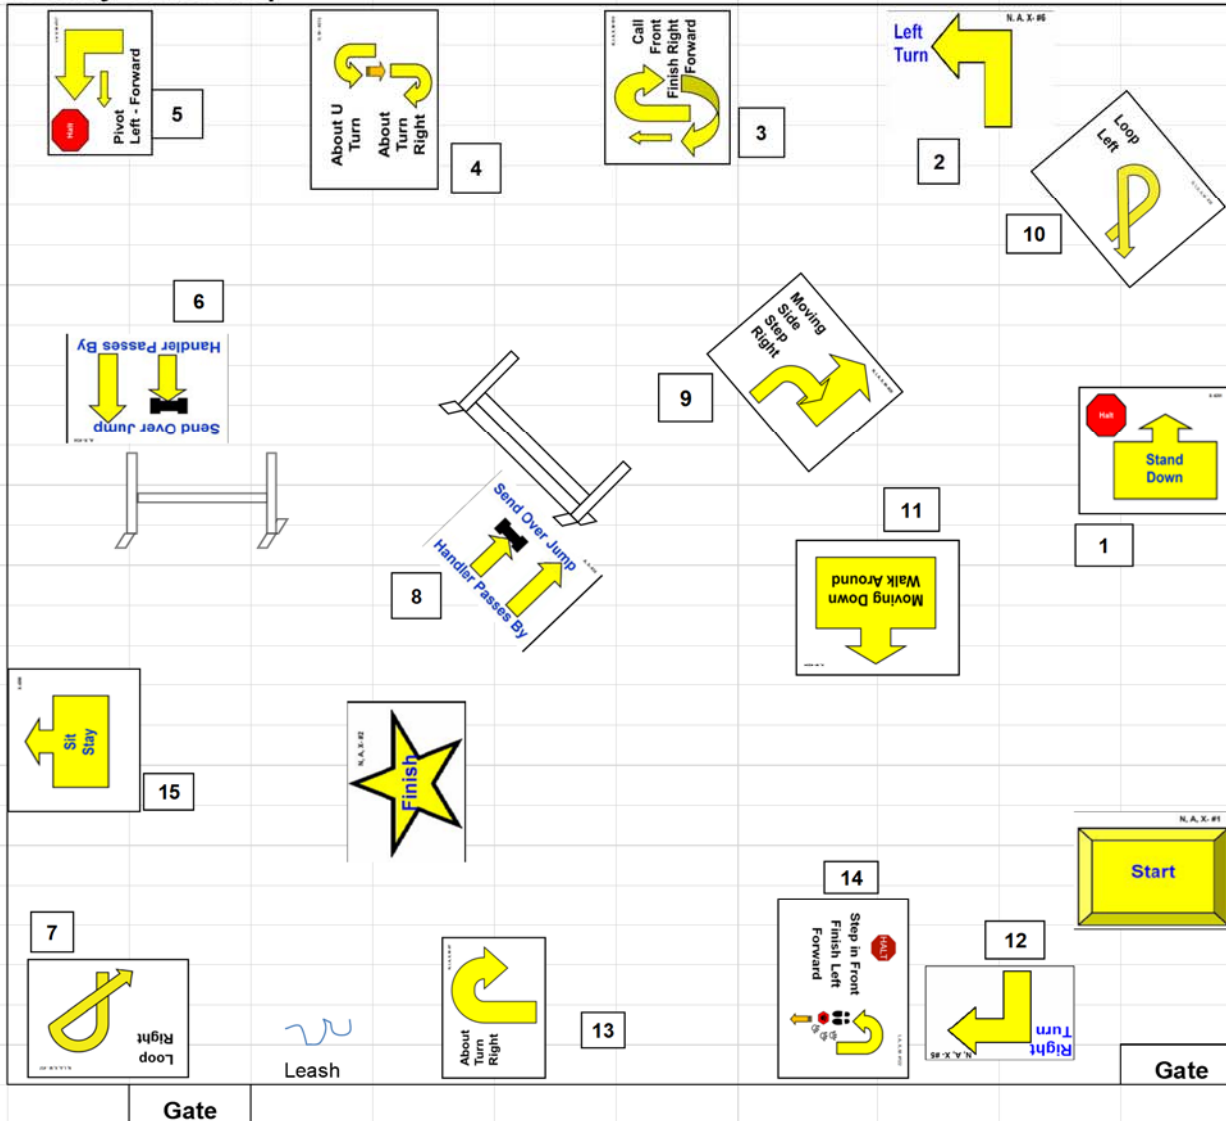 Halt
Pivot
Left - Forward
5
About U
Turn
About
Turn
Right
4
Call
Front
Finish Right
Forward
3
N, A, X- #6
Left
Turn
2
Loop
Left
10
6
Handler Passes By
Send Over Jump
Moving
Side
Step
Right
9
Halt
Stand
Down
1
Send Over Jump
Handler Passes By
8
11
Moving Down
Walk Around
Sit
Stay
15
N, A, X- #2
Finish
N, A, X- #1
Start
14
HALT
Step in Front
Finish Left
Forward
12
Right
Turn
N, A, X- #5
7
Loop
Right
Leash
About
Turn
Right
13
Gate
Gate